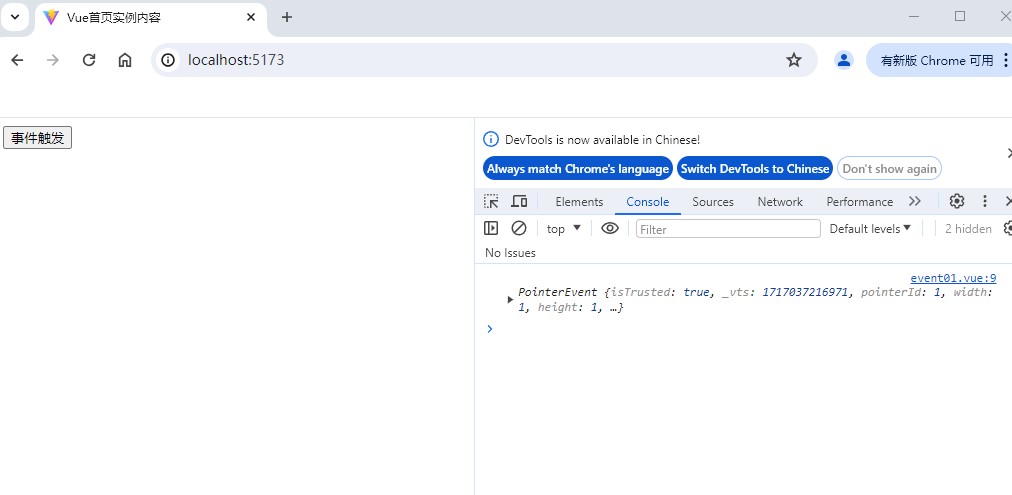 Vue首页实例内容
localhost:5173
有新版 Chrome 可用
事件触发
DevTools is now available in Chinese!
Always match Chrome's language Switch DevTools to Chinese Don't show again
Elements Console Sources Network Performance
top Filter Default levels 2 hidden
No Issues
event01.vue:9
PointerEvent {isTrusted: true, _vts: 1717037216971, pointerId: 1, width:
1, height: 1, …}